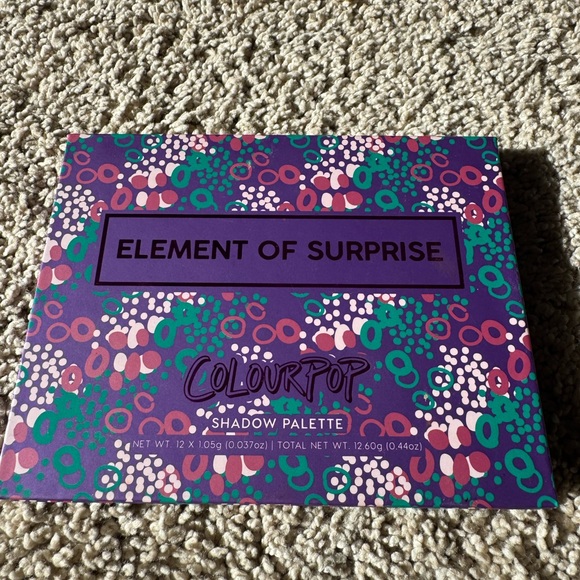 ELEMENT OF SURPRISE
COLOURPOP
SHADOW PALETTE
NET WT. 12 X 1.05g (0.037oz) | TOTAL NET WT. 12.60g (0.44oz)